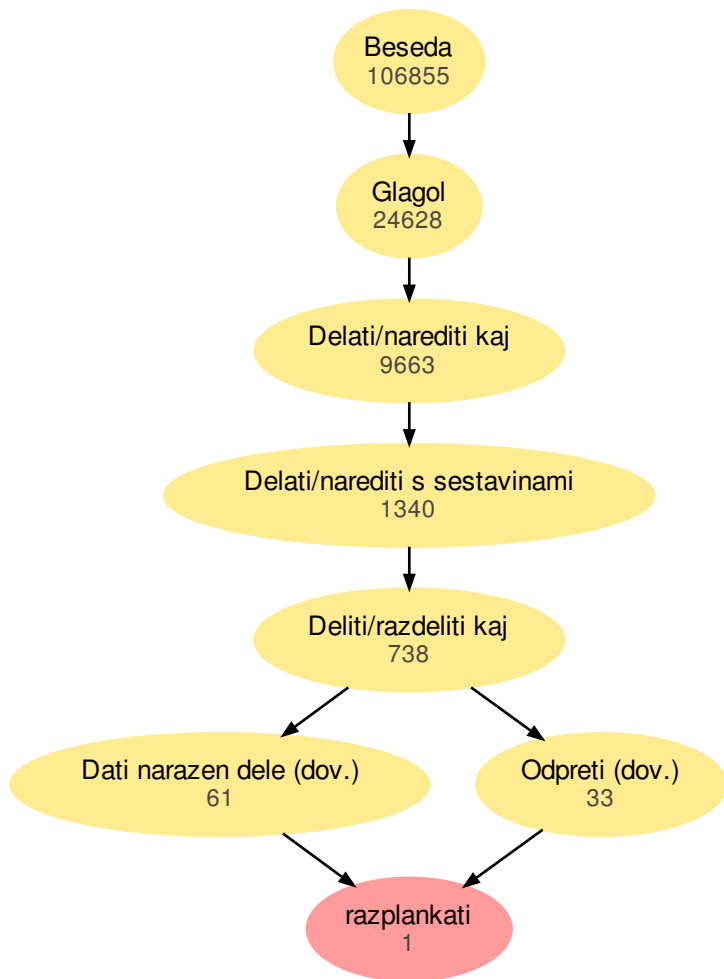 Beseda
106855
Glagol
24628
Delati/narediti kaj
9663
Delati/narediti s sestavinami
1340
Deliti/razdeliti kaj
738
Dati narazen dele (dov.)
61
Odpreti (dov.)
33
razplankati
1